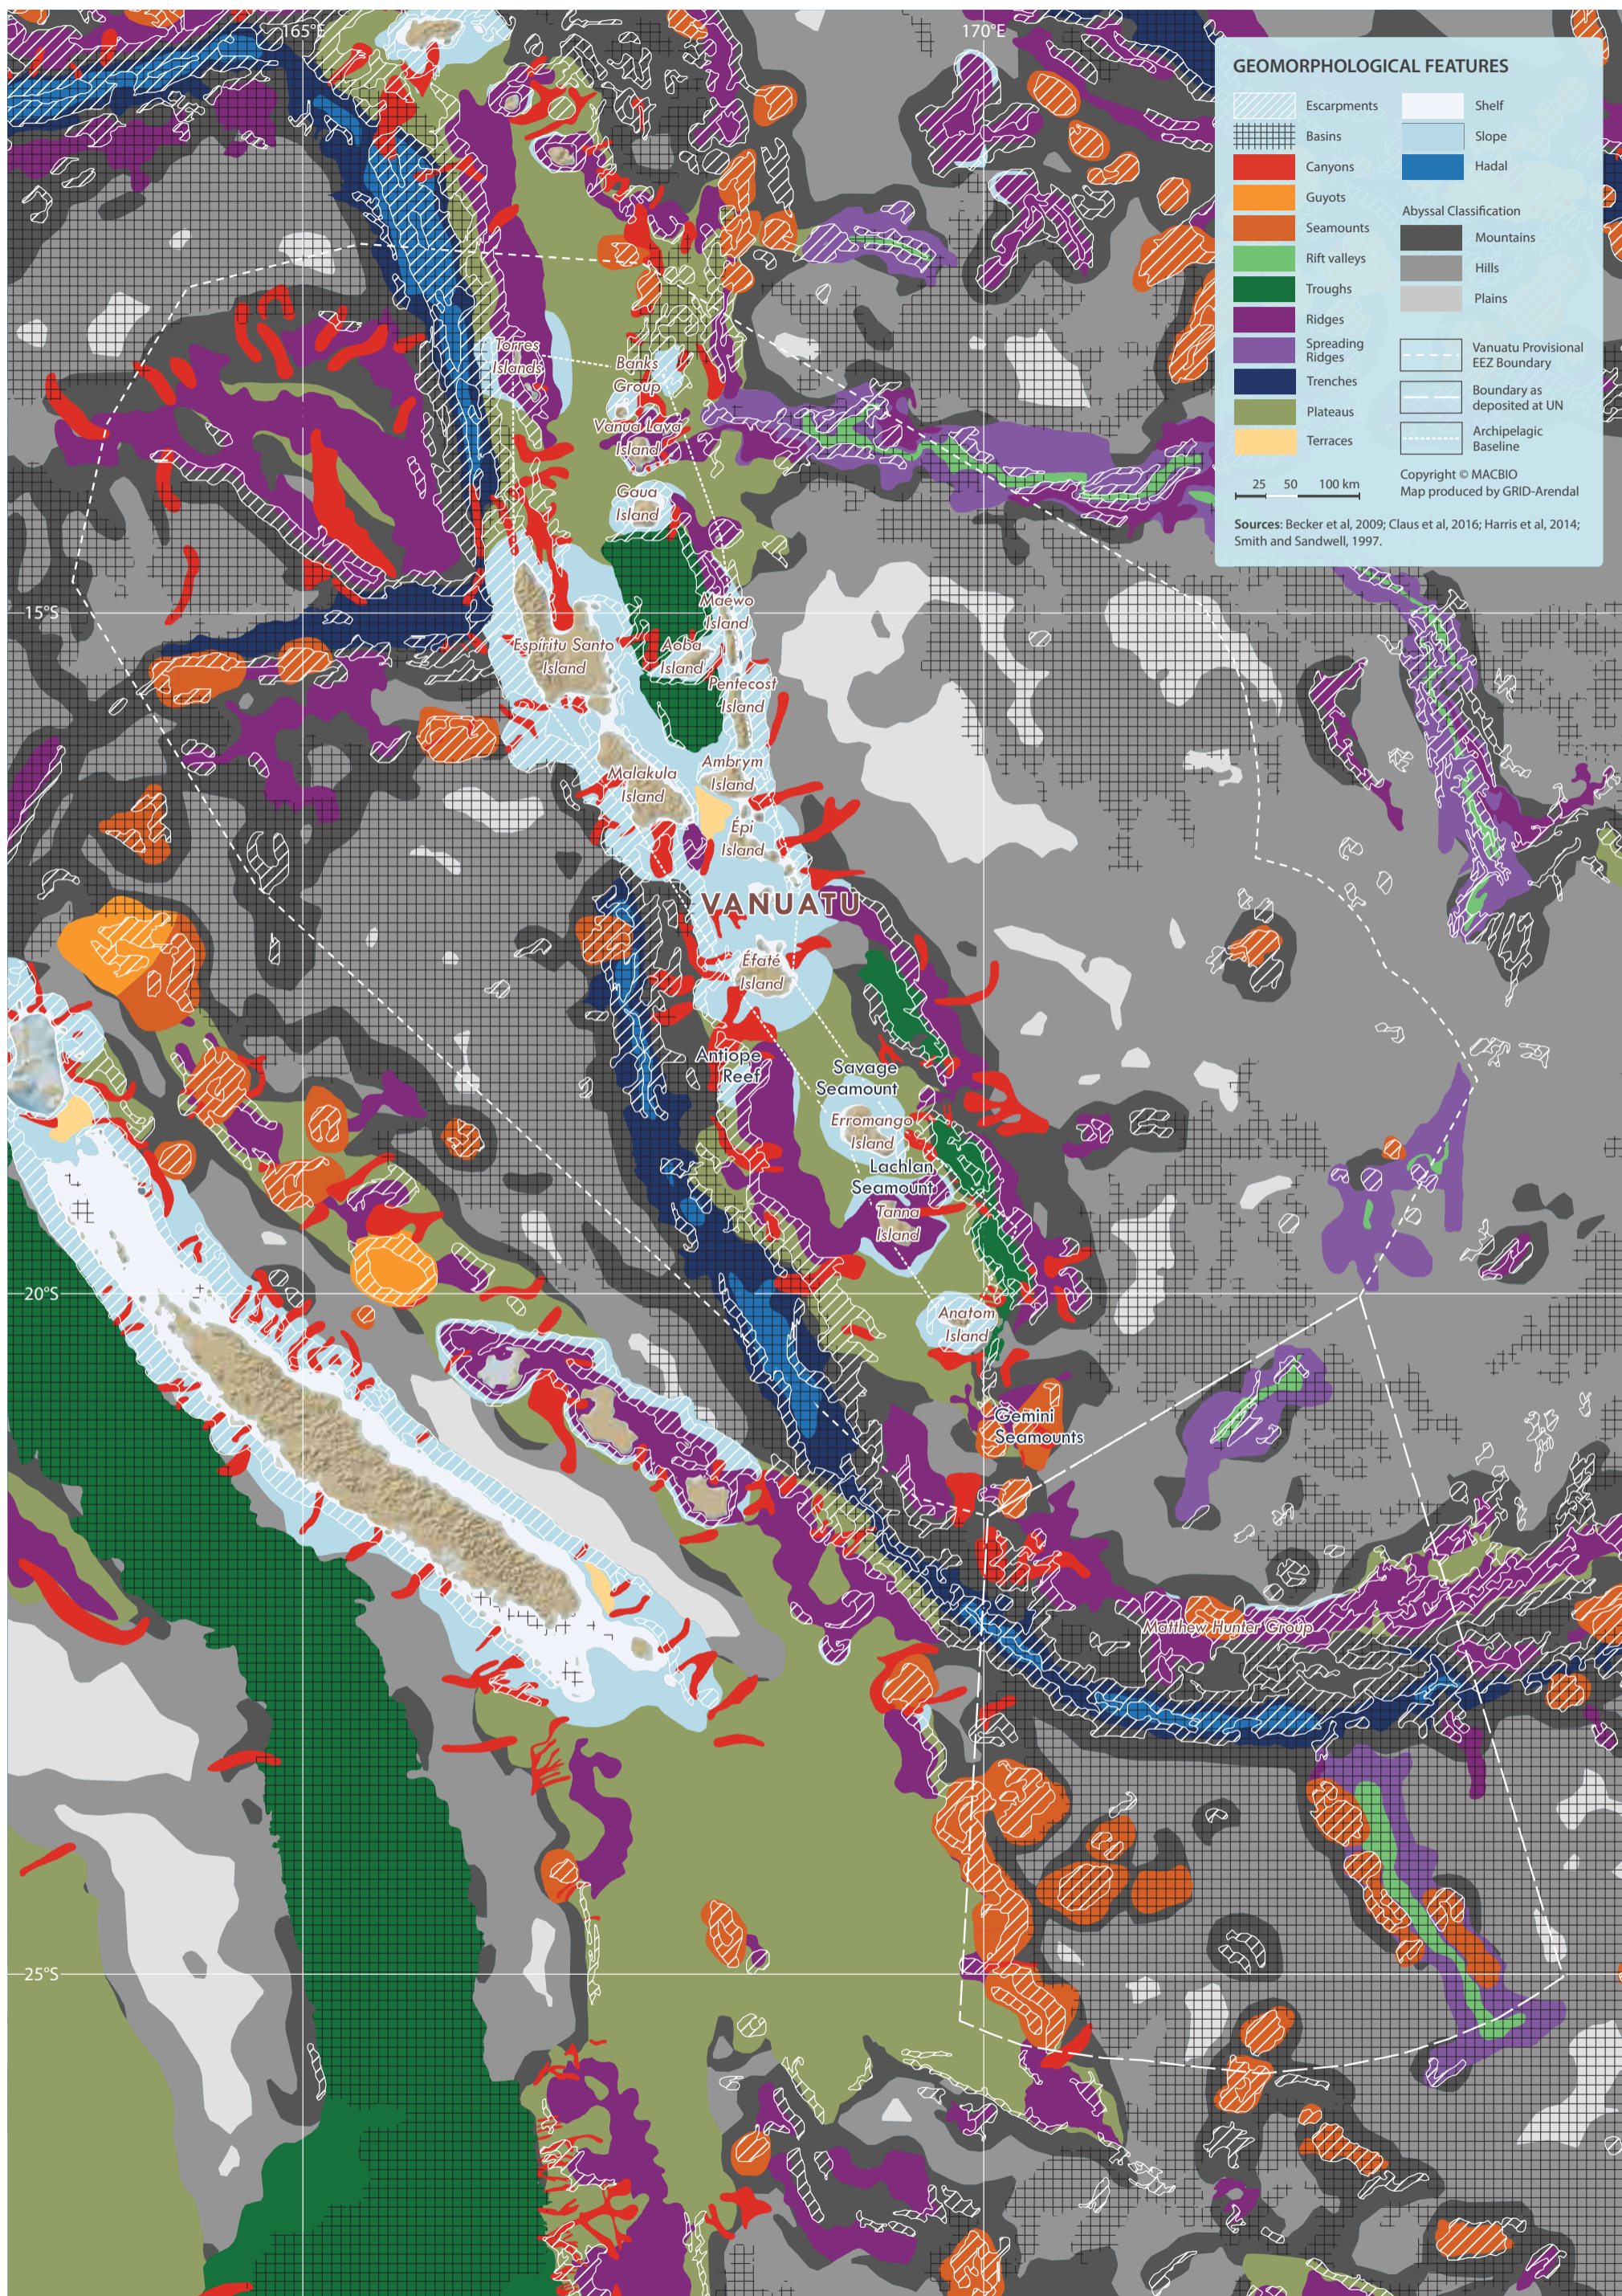 165°E
170°E
GEOMORPHOLOGICAL FEATURES
Escarpments
Basins
Canyons
Guyots
Seamounts
Rift valleys
Troughs
Ridges
Spreading
Ridges
Trenches
Plateaus
Terraces
Shelf
Slope
Hadal
Abyssal Classification
Mountains
Hills
Plains
Vanuatu Provisional
EEZ Boundary
Boundary as
deposited at UN
Archipelagic
Baseline
25 50 100 km
Copyright © MACBIO
Map produced by GRID-Arendal
Sources: Becker et al, 2009; Claus et al, 2016; Harris et al, 2014;
Smith and Sandwell, 1997.
Torres
Islands
Banks
Group
Vanua Lava
Island
Gaua
Island
15°S
Maéwo
Island
Espíritu Santo
Island
Aoba
Island
Pentecost
Island
Ambrym
Island
Malakula
Island
Épi
Island
VANUATU
Éfaté
Island
Antiope
Reef
Savage
Seamount
Erromango
Island
Lachlan
Seamount
Tanna
Island
20°S
Anatom
Island
Gemini
Seamounts
Matthew Hunter Group
25°S